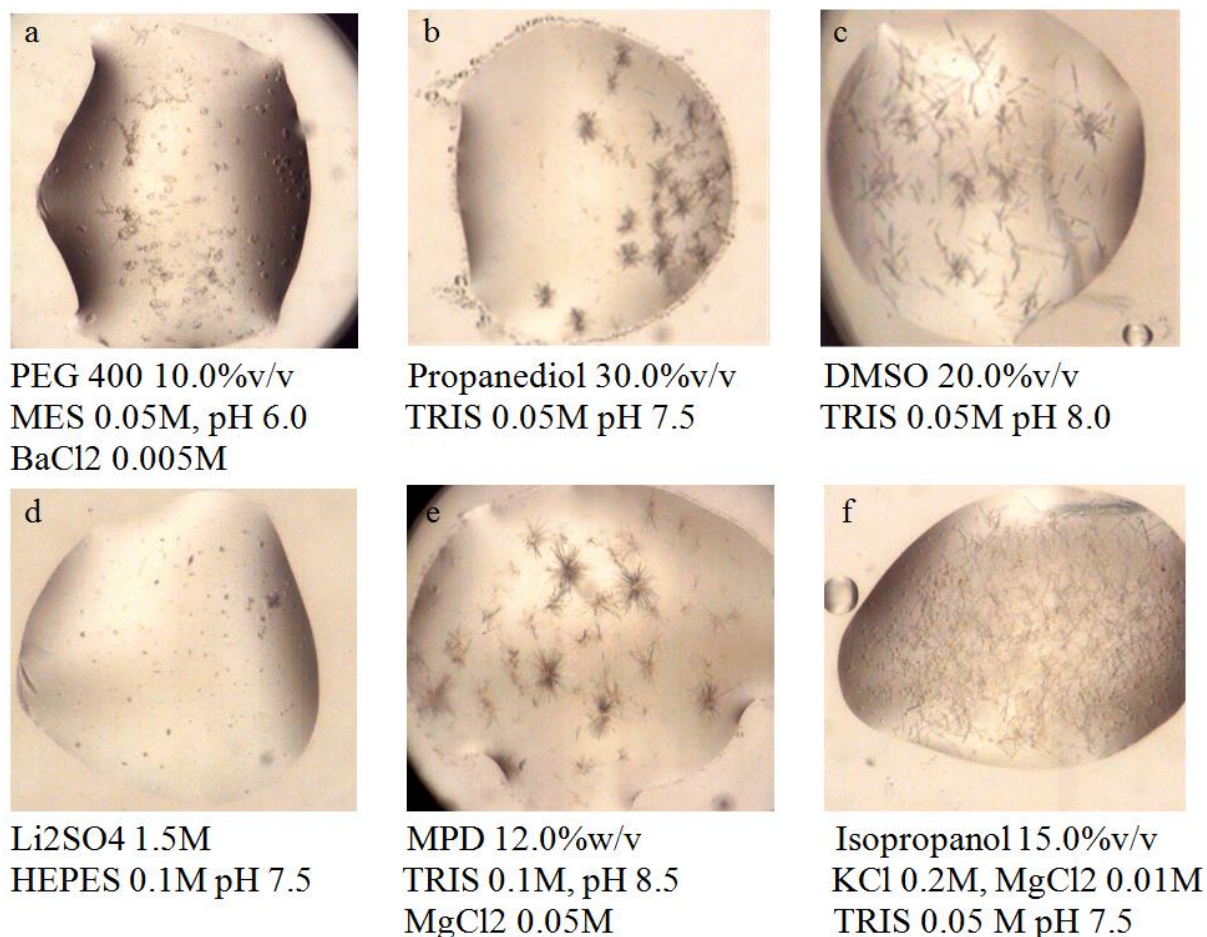 a
b
c
PEG 400 10.0%v/v
MES 0.05M, pH 6.0
BaCl2 0.005M
Propanediol 30.0%v/v
TRIS 0.05M pH 7.5
DMSO 20.0%v/v
TRIS 0.05M pH 8.0
d
e
f
Li2SO4 1.5M
HEPES 0.1M pH 7.5
MPD 12.0%w/v
TRIS 0.1M, pH 8.5
MgCl2 0.05M
Isopropanol 15.0%v/v
KCl 0.2M, MgCl2 0.01M
TRIS 0.05 M pH 7.5